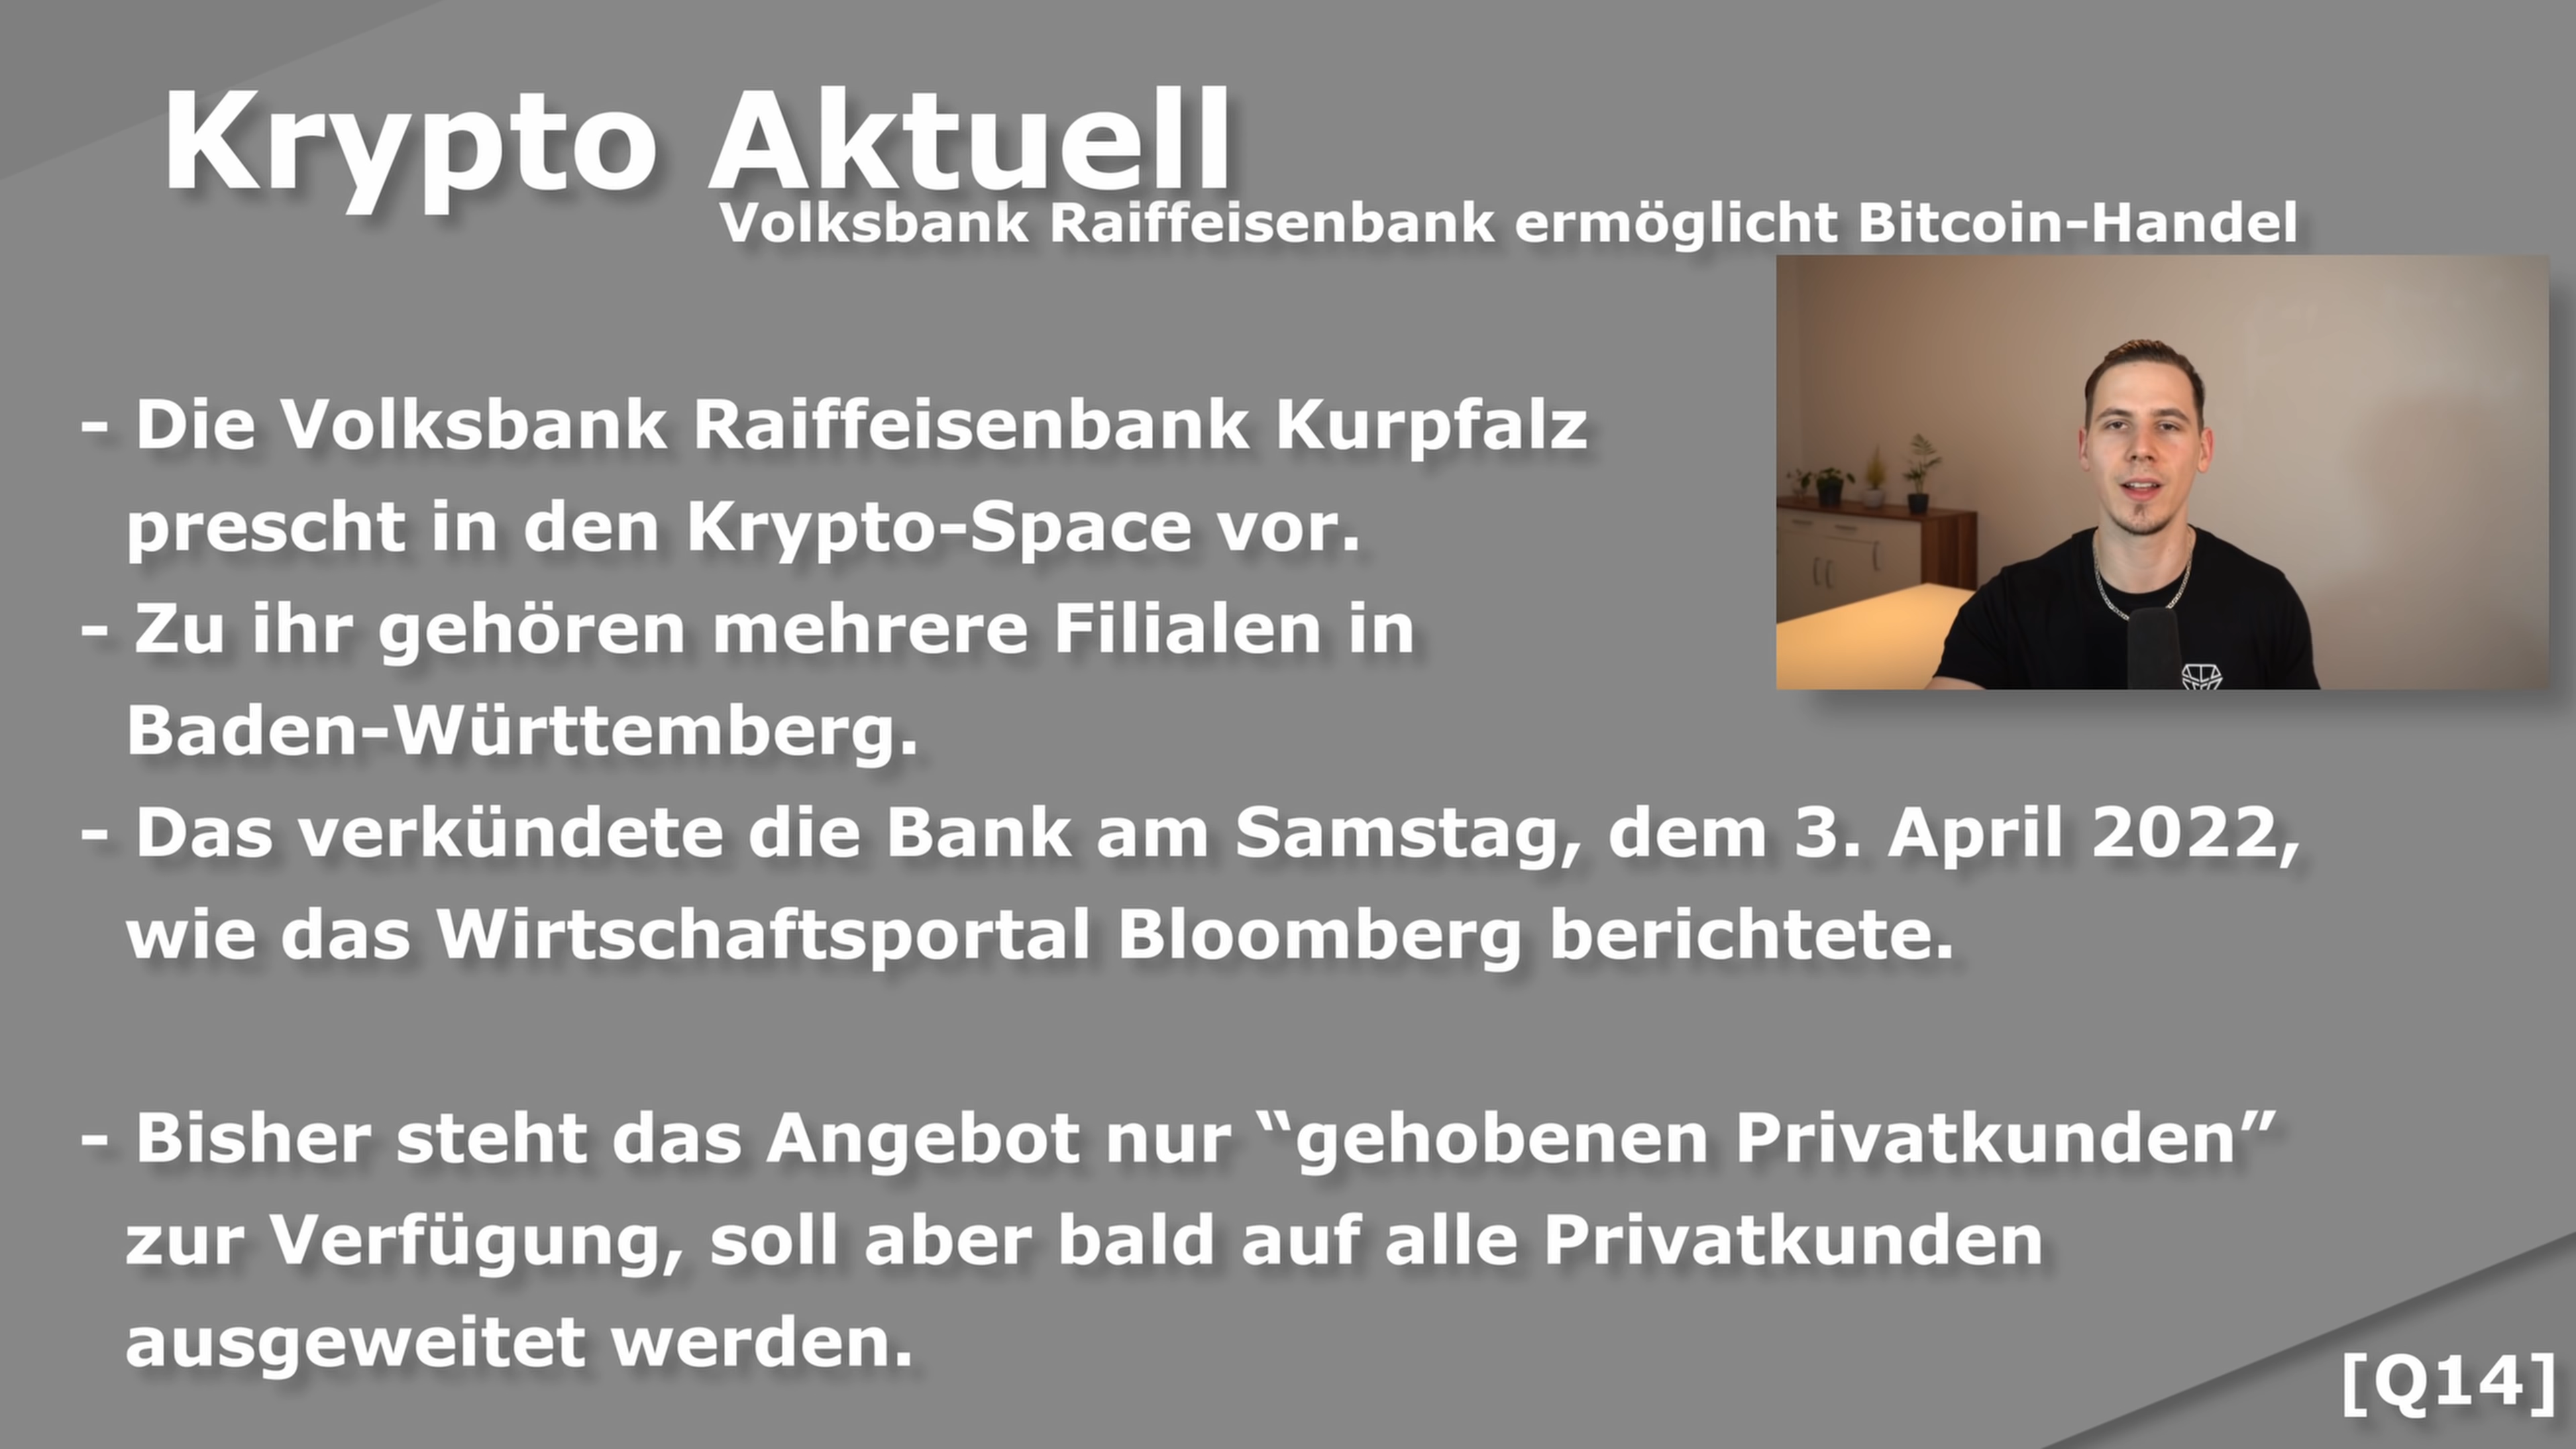 Krypto Aktuell
Volksbank Raiffeisenbank ermöglicht Bitcoin-Handel
- Die Volksbank Raiffeisenbank Kurpfalz
prescht in den Krypto-Space vor.
- Zu ihr gehören mehrere Filialen in
Baden-Württemberg.
- Das verkündete die Bank am Samstag, dem 3. April 2022,
wie das Wirtschaftsportal Bloomberg berichtete.
- Bisher steht das Angebot nur “gehobenen Privatkunden”
zur Verfügung, soll aber bald auf alle Privatkunden
ausgeweitet werden.
[Q14]